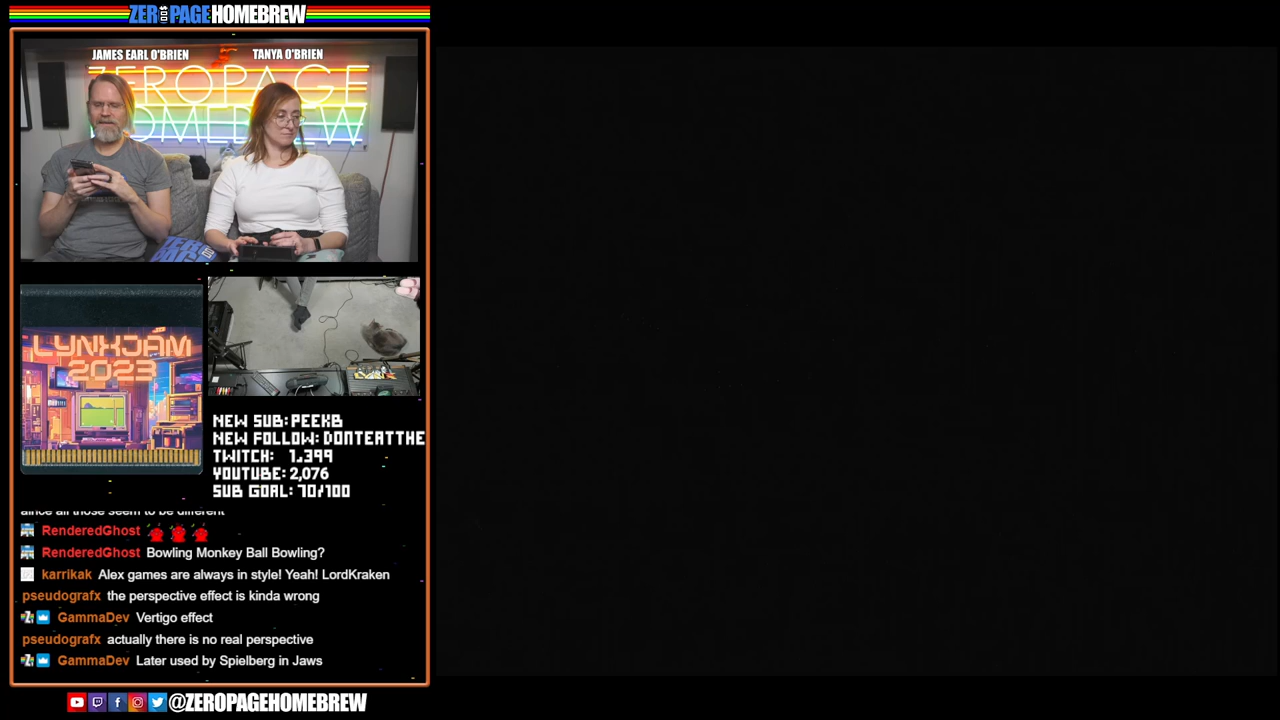 ZEROPAGE HOMEBREW
JAMES EARL O'BRIEN
TANYA O'BRIEN
ZEROPAGE
HOMEBREW
LYNXJAM
2023
NEW SUB: PEEKB
NEW FOLLOW: DONTEATTHE
TWITCH: 1,399
YOUTUBE: 2,076
SUB GOAL: 70/100
RenderedGhost
RenderedGhost Bowling Monkey Ball Bowling?
karrikak Alex games are always in style! Yeah! LordKraken
pseudografx the perspective effect is kinda wrong
GammaDev Vertigo effect
pseudografx actually there is no real perspective
GammaDev Later used by Spielberg in Jaws
@ZEROPAGEHOMEBREW